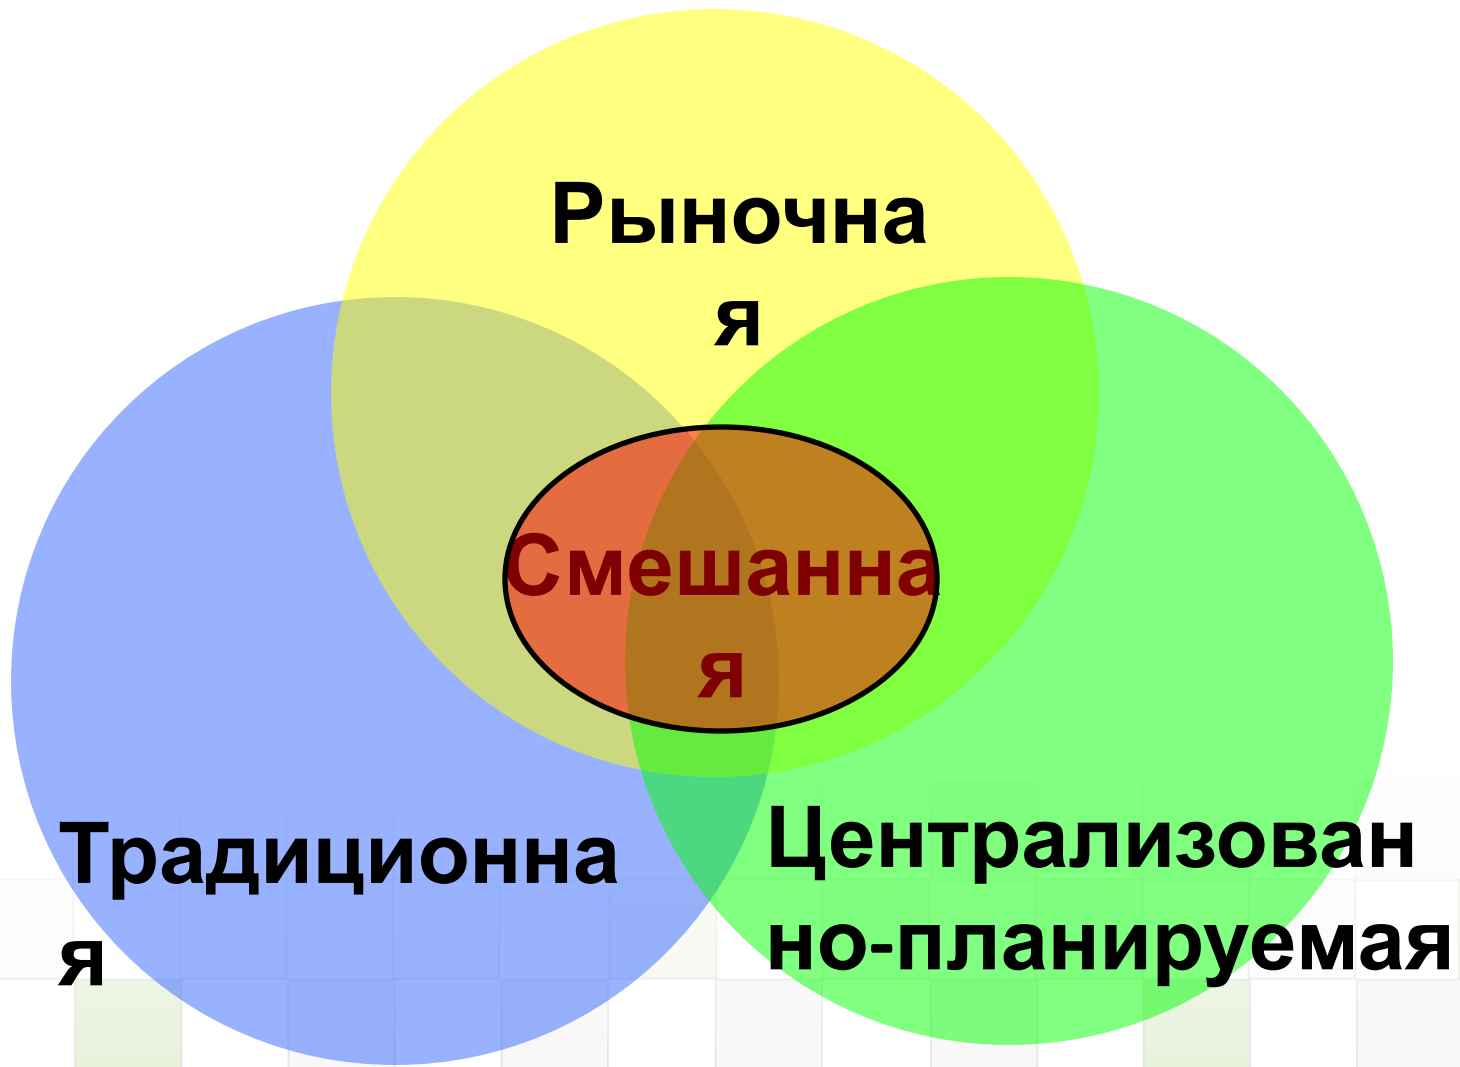 Рыночна
я
Смешанна
я
Традиционна
я
Централизован
но-планируемая